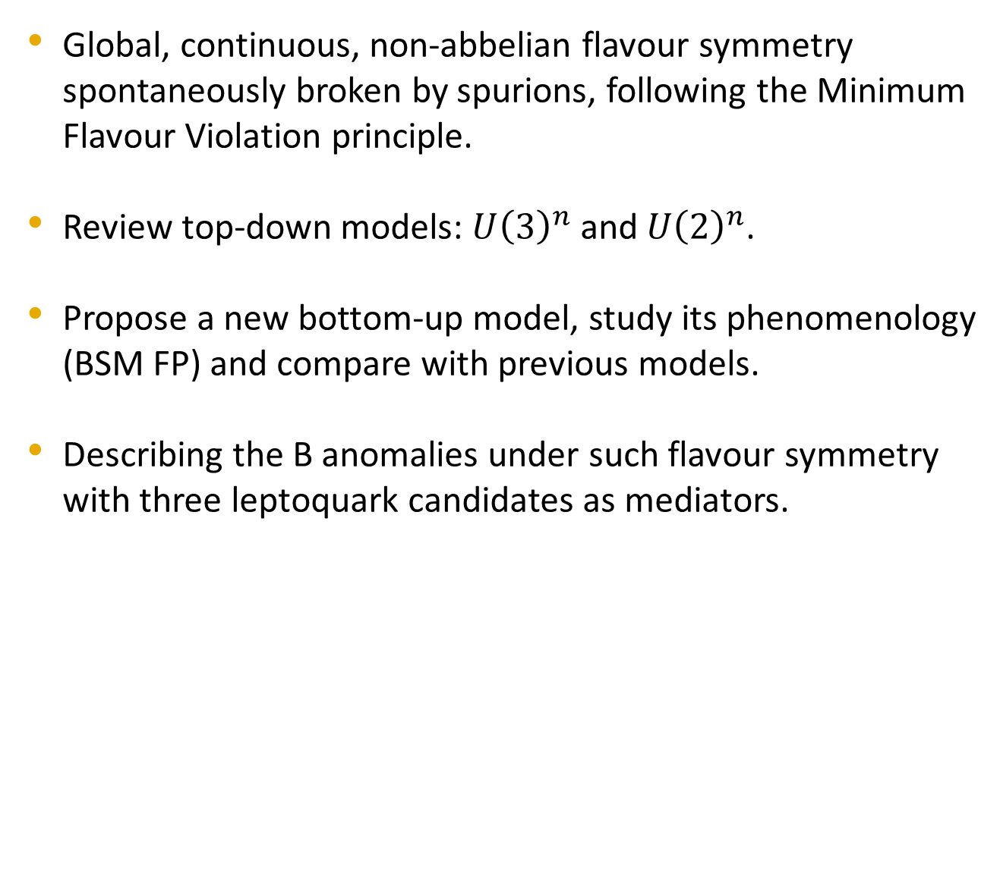 • Global, continuous, non-abbelian flavour symmetry
spontaneously broken by spurions, following the Minimum
Flavour Violation principle.
• Review top-down models: U(3)ⁿ and U(2)ⁿ.
• Propose a new bottom-up model, study its phenomenology
(BSM FP) and compare with previous models.
• Describing the B anomalies under such flavour symmetry
with three leptoquark candidates as mediators.